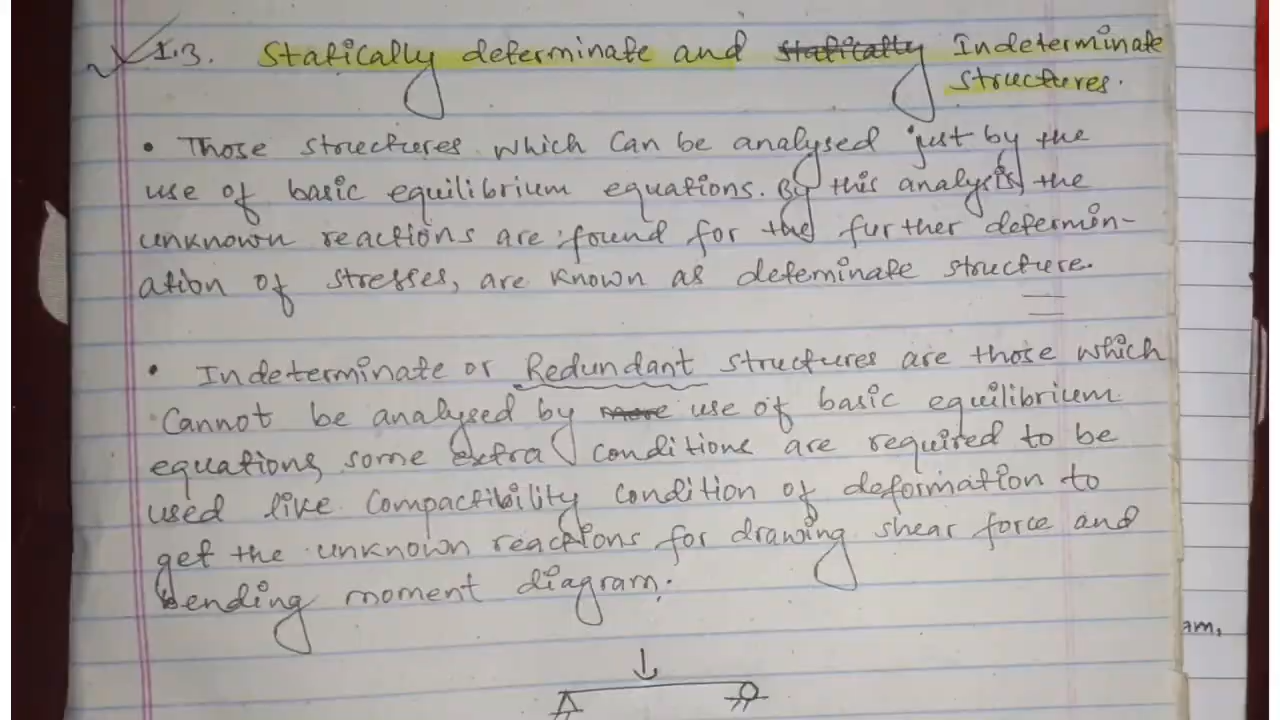 1.3. Statically determinate and statically Indeterminate
structures.
• Those structures which can be analysed just by the
use of basic equilibrium equations. By this analysis the
unknown reactions are found for the further determin-
ation of stresses, are known as deteminate structure.
• Indeterminate or Redundant structures are those which
Cannot be analysed by more use of basic equilibrium
equations, some extra conditions are required to be
used like Compactibility condition of deformation to
get the unknown reactions for drawing shear force and
bending moment diagram.
am,